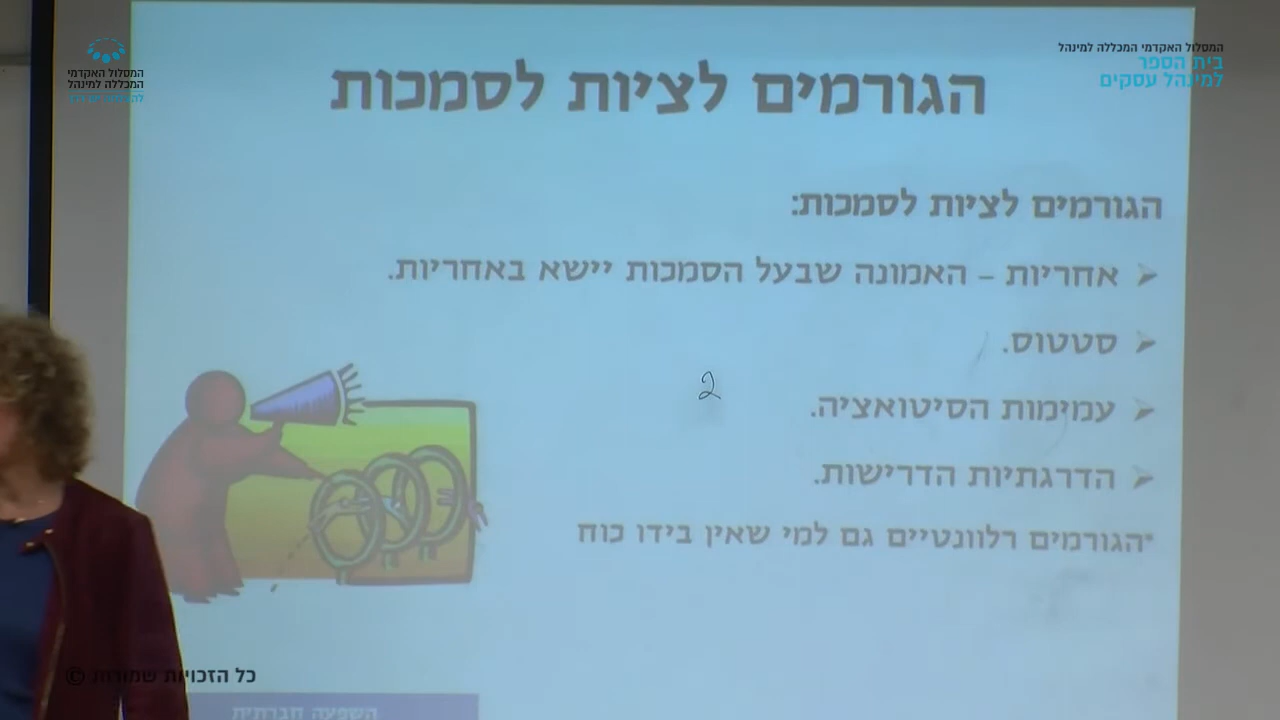 המסלול האקדמי המכללה למינהל
בית הספר
למינהל עסקים
המסלול האקדמי
המכללה למינהל
הגורמים לציות לסמכות
הגורמים לציות לסמכות:
אחריות – האמונה שבעל הסמכות יישא באחריות.
סטטוס.
2
עמימות הסיטואציה.
הדרגתיות הדרישות.
*הגורמים רלוונטיים גם למי שאין בידו כוח
כל הזכויות שמורות ©
השפעה חברתית